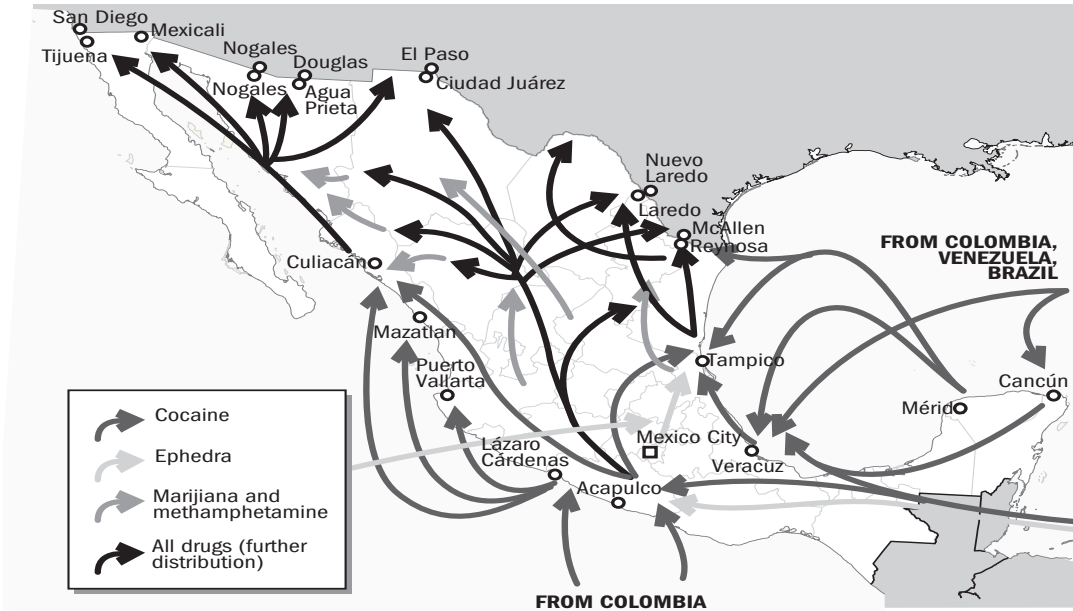 San Diego
Mexicali
Tijuena
Nogales
Nogales
Douglas
Agua
Prieta
El Paso
Ciudad Juárez
Nuevo
Laredo
Laredo
McAllen
Reynosa
FROM COLOMBIA,
VENEZUELA,
BRAZIL
Culiacán
Mazatlan
Puerto
Vallarta
Tampico
Cancún
Mérid
Mexico City
Veracuz
Lázaro
Cárdenas
Acapulco
Cocaine
Ephedra
Marijiana and
methamphetamine
All drugs (further
distribution)
FROM COLOMBIA